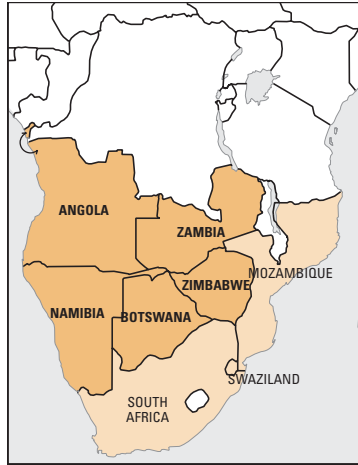 ANGOLA
ZAMBIA
MOZAMBIQUE
ZIMBABWE
NAMIBIA
BOTSWANA
SWAZILAND
SOUTH
AFRICA